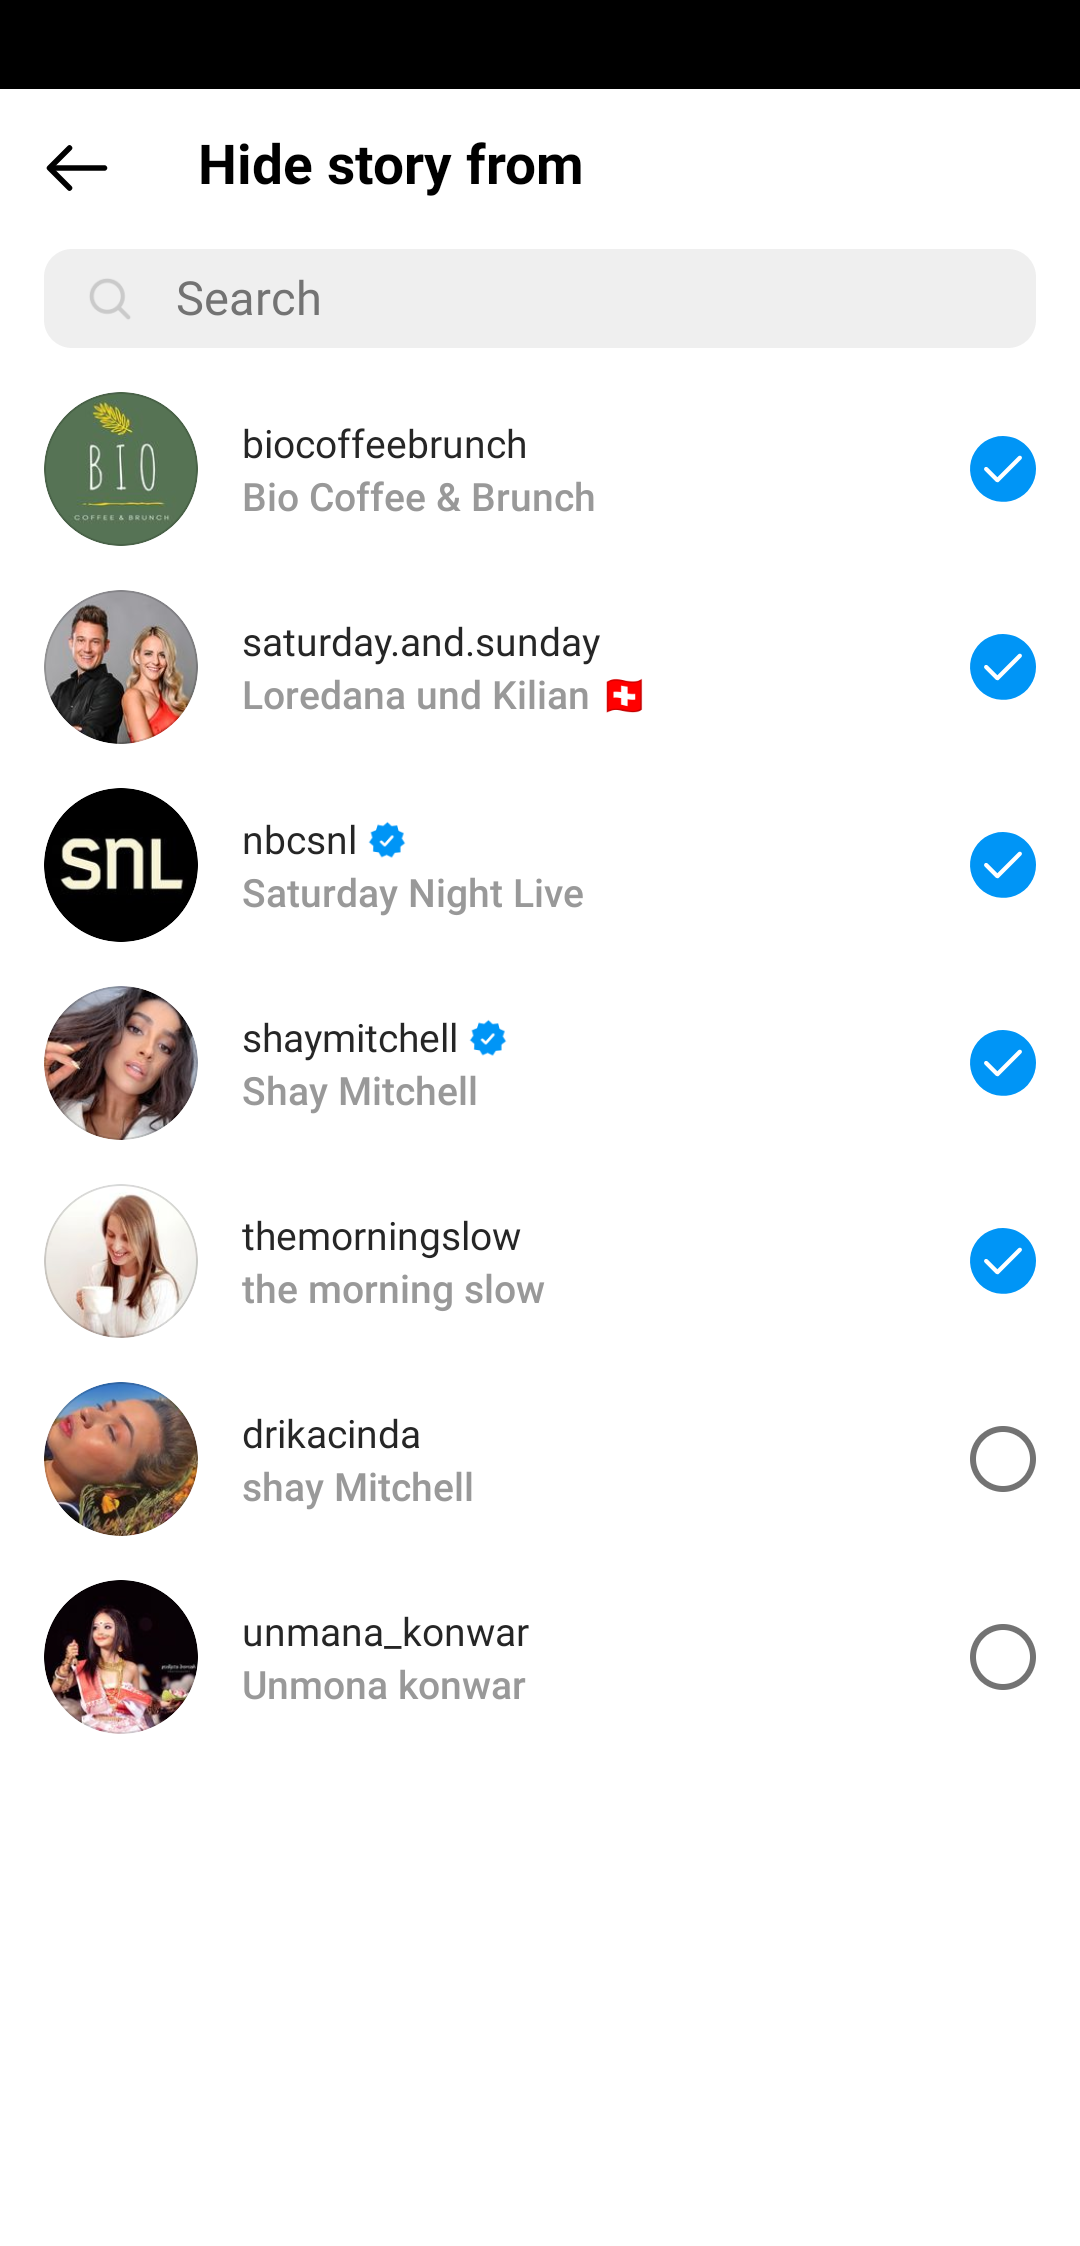 Hide story from
Search
BIO
COFFEE & BRUNCH
biocoffeebrunch
Bio Coffee & Brunch
saturday.and.sunday
Loredana und Kilian 🇨🇭
SNL
nbcsnl
Saturday Night Live
shaymitchell
Shay Mitchell
themorningslow
the morning slow
drikacinda
shay Mitchell
unmana_konwar
Unmona konwar